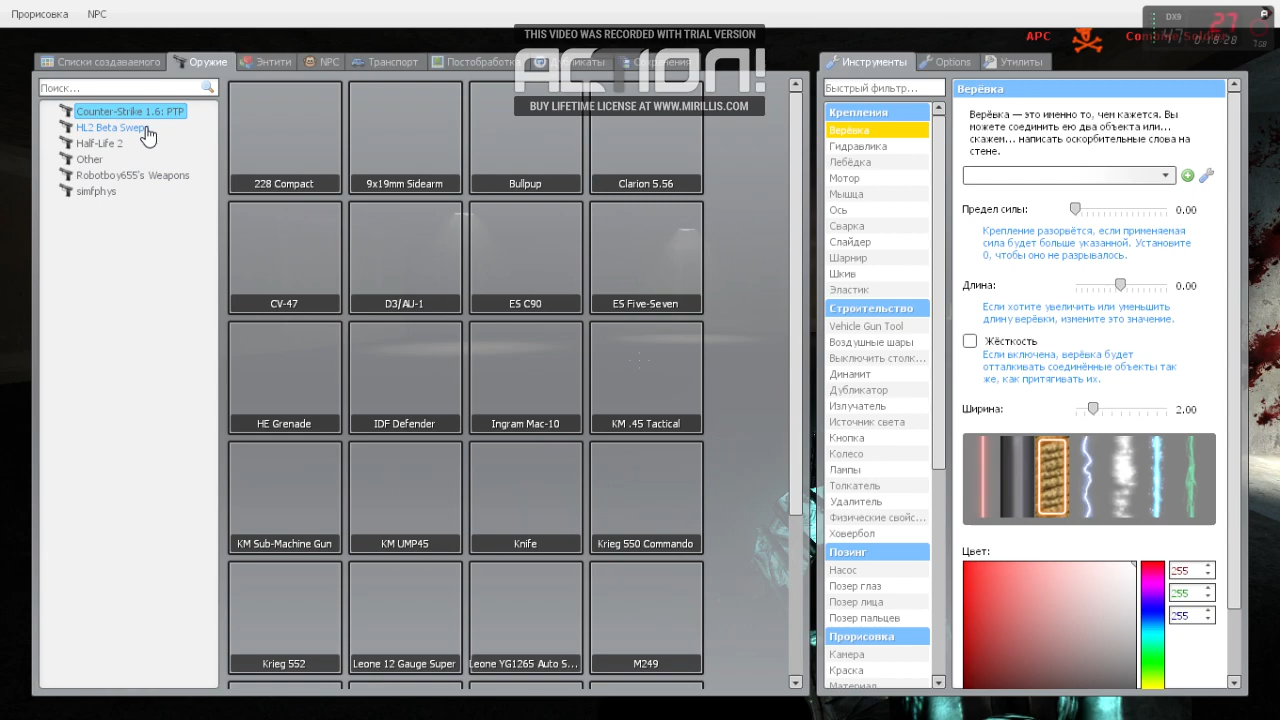 Прорисовка NPC
THIS VIDEO WAS RECORDED WITH TRIAL VERSION
ACTION!
BUY LIFETIME LICENSE AT WWW.MIRILLIS.COM
APC
DX9
27
Списки создаваемого Оружие Энтити NPC Транспорт Постобработка Дубликаты Сохранения
Поиск...
Counter-Strike 1.6: PTP
HL2 Beta Swep
Half-Life 2
Other
Robotboy655's Weapons
simfphys
228 Compact 9x19mm Sidearm Bullpup Clarion 5.56
CV-47 D3/AU-1 ES C90 ES Five-Seven
HE Grenade IDF Defender Ingram Mac-10 KM .45 Tactical
KM Sub-Machine Gun KM UMP45 Knife Krieg 550 Commando
Krieg 552 Leone 12 Gauge Super Leone YG1265 Auto S... M249
Инструменты Options Утилиты
Быстрый фильтр...
Крепления
Верёвка
Гидравлика
Лебёдка
Мотор
Мышца
Ось
Сварка
Слайдер
Шарнир
Шкив
Эластик
Строительство
Vehicle Gun Tool
Воздушные шары
Выключить столк...
Динамит
Дубликатор
Излучатель
Источник света
Кнопка
Колесо
Лампы
Толкатель
Удалитель
Физические свойс...
Ховербол
Позинг
Насос
Позер глаз
Позер лица
Позер пальцев
Прорисовка
Камера
Краска
Материал
Верёвка
Верёвка — это именно то, чем кажется. Вы
можете соединить ею два объекта или...
скажем... написать оскорбительные слова на
стене.
Предел силы: 0.00
Крепление разорвётся, если применяемая
сила будет больше указанной. Установите
0, чтобы оно не разрывалось.
Длина: 0.00
Если хотите увеличить или уменьшить
длину верёвки, измените это значение.
Жёсткость
Если включена, верёвка будет
отталкивать соединённые объекты так
же, как притягивать их.
Ширина: 2.00
Цвет:
255
255
255